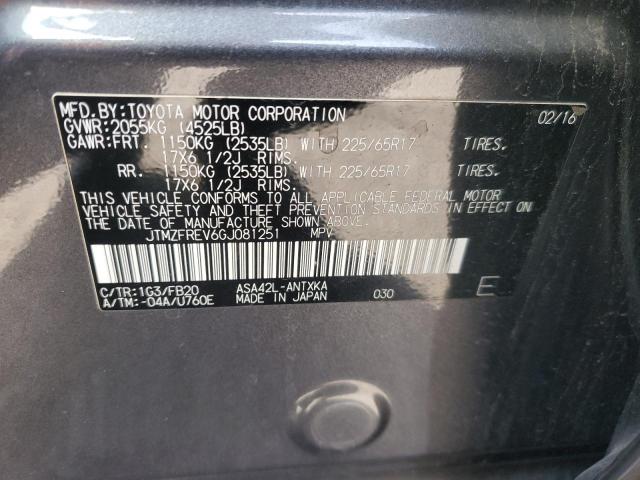 MFD.BY:TOYOTA MOTOR CORPORATION 02/16
GVWR:2055KG (4525LB)
GAWR:FRT. 1150KG (2535LB) WITH 225/65R17 TIRES.
17X6 1/2J RIMS.
RR. 1150KG (2535LB) WITH 225/65R17 TIRES.
17X6 1/2J RIMS.
THIS VEHICLE CONFORMS TO ALL APPLICABLE FEDERAL MOTOR
VEHICLE SAFETY AND THEFT PREVENTION STANDARDS IN EFFECT ON
THE DATE OF MANUFACTURE SHOWN ABOVE.
JTMZFREV6GJ081251 MPV
C/TR:1G3/FB20 ASA42L-ANTXKA
A/TM:-04A/U760E MADE IN JAPAN 030 E